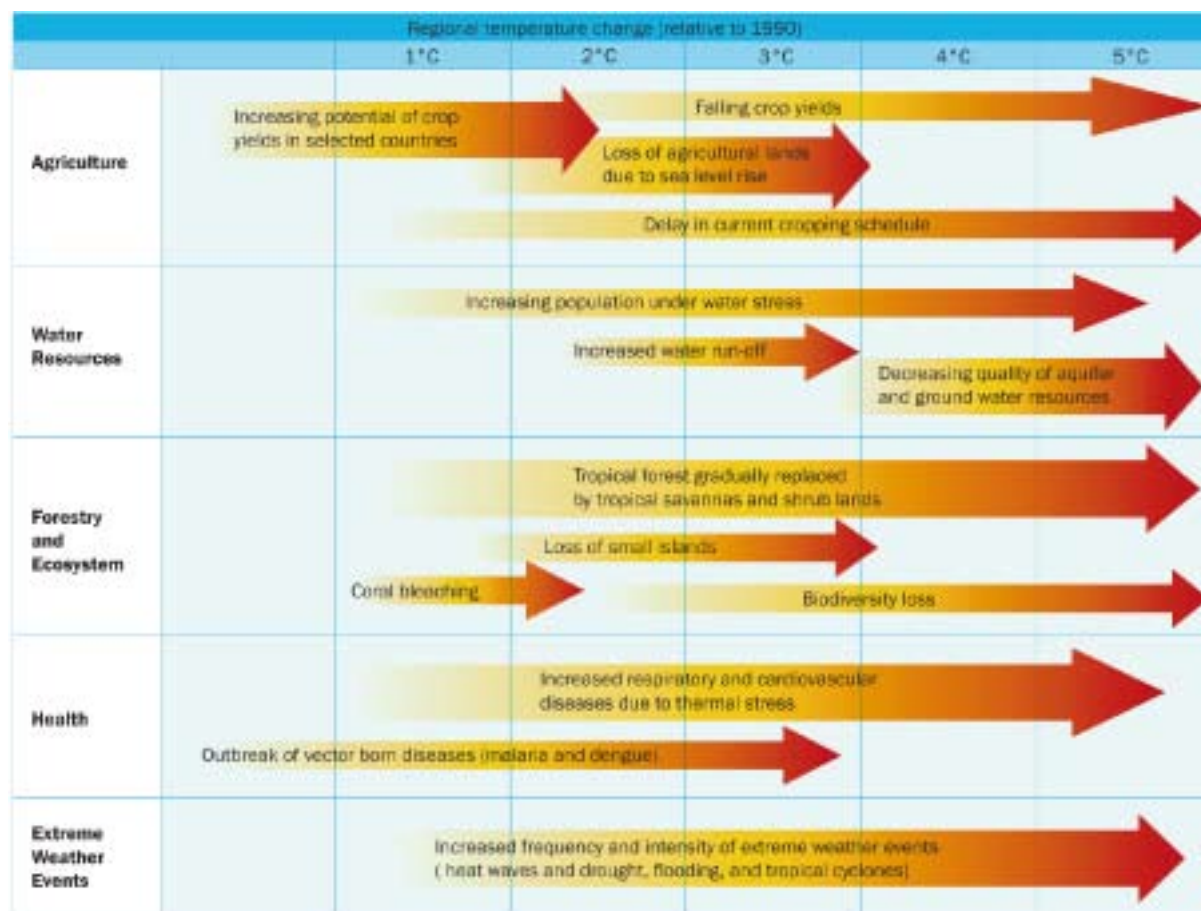 Regional temperature change (relative to 1990)
1°C 2°C 3°C 4°C 5°C
Agriculture
Increasing potential of crop
yields in selected countries
Falling crop yields
Loss of agricultural lands
due to sea level rise
Delay in current cropping schedule
Water
Resources
Increasing population under water stress
Increased water run-off
Decreasing quality of aquifer
and ground water resources
Forestry
and
Ecosystem
Tropical forest gradually replaced
by tropical savannas and shrub lands
Loss of small islands
Coral bleaching
Biodiversity loss
Health
Increased respiratory and cardiovascular
diseases due to thermal stress
Outbreak of vector born diseases (malaria and dengue)
Extreme
Weather
Events
Increased frequency and intensity of extreme weather events
( heat waves and drought, flooding, and tropical cyclones)